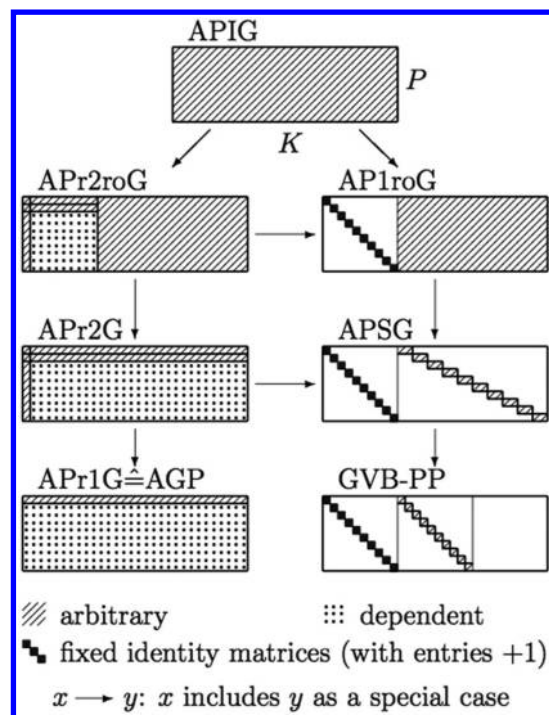 APIG
P
K
APr2roG
AP1roG
APr2G
APSG
APr1G≙AGP
GVB-PP
arbitrary
dependent
fixed identity matrices (with entries +1)
x → y: x includes y as a special case